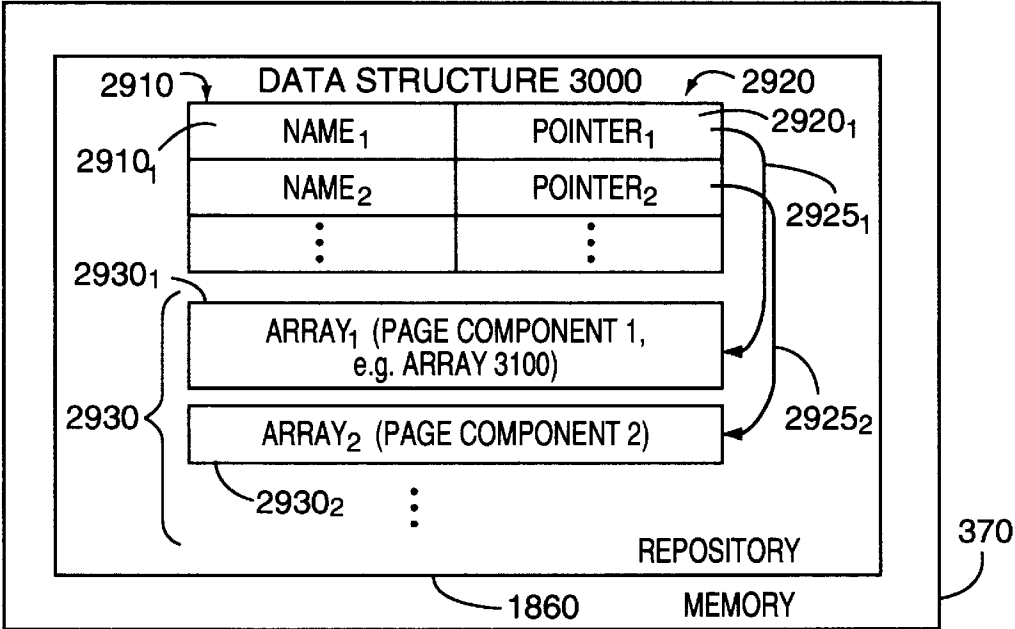 2910 DATA STRUCTURE 3000 2920
NAME₁ POINTER₁ 2920₁
2910₁
NAME₂ POINTER₂ 2925₁
2930₁
ARRAY₁ (PAGE COMPONENT 1,
e.g. ARRAY 3100)
2930 ARRAY₂ (PAGE COMPONENT 2) 2925₂
2930₂
REPOSITORY 370
1860 MEMORY